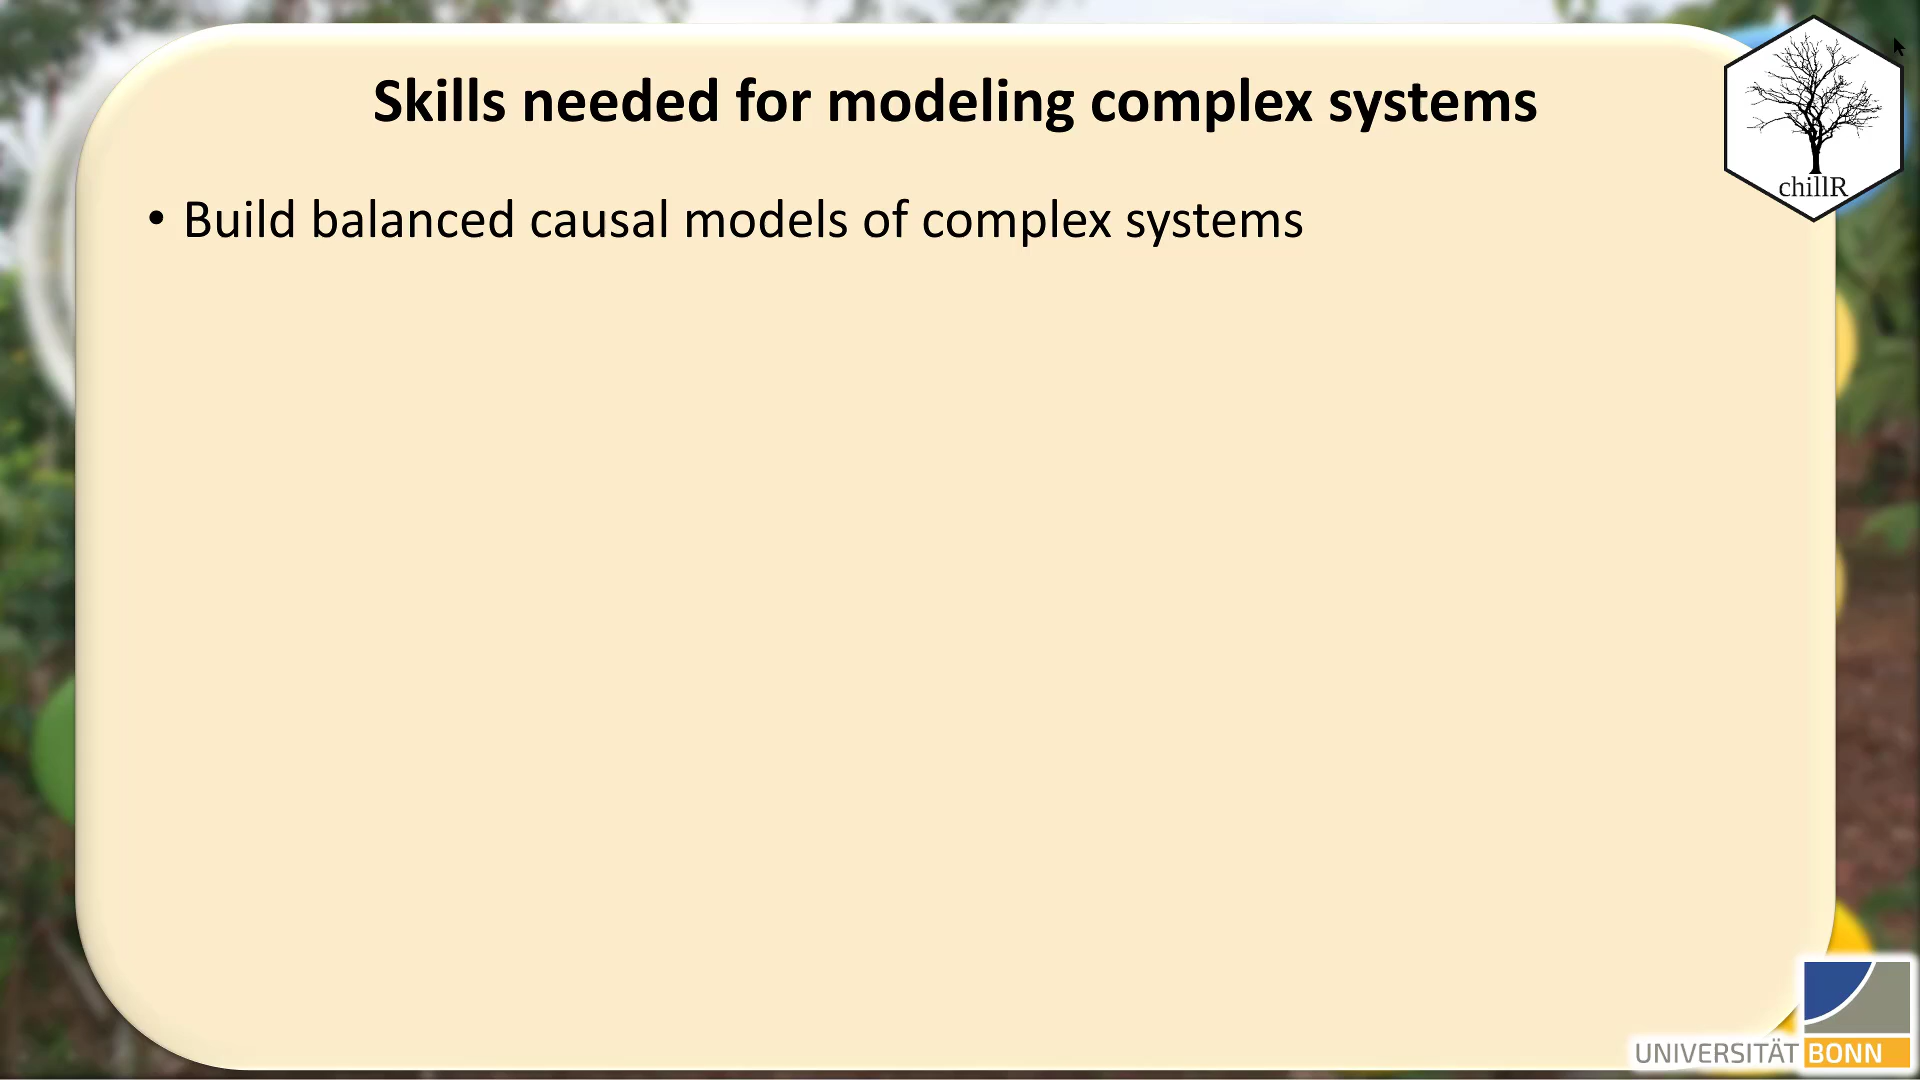 Skills needed for modeling complex systems
chillR
• Build balanced causal models of complex systems
UNIVERSITÄT BONN